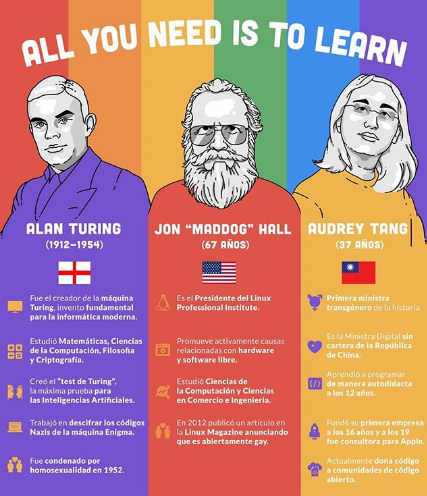 ALL YOU NEED IS TO LEARN
ALAN TURING
(1912–1954)
Fue el creador de la máquina
Turing, invento fundamental
para la informática moderna.
Estudió Matemáticas, Ciencias
de la Computación, Filosofía
y Criptografía.
Creó el "test de Turing",
la máxima prueba para
las Inteligencias Artificiales.
Trabajó en descifrar los códigos
Nazis de la máquina Enigma.
Fue condenado por
homosexualidad en 1952.
JON "MADDOG" HALL
(67 AÑOS)
Es el Presidente del Linux
Professional Institute.
Promueve activamente causas
relacionadas con hardware
y software libre.
Estudió Ciencias de
la Computación y Ciencias
en Comercio e Ingeniería.
En 2012 publicó un artículo en
la Linux Magazine anunciando
que es abiertamente gay.
AUDREY TANG
(37 AÑOS)
Primera ministra
transgénero de la historia.
Es la Ministra Digital sin
cartera de la República
de China.
Aprendió a programar
de manera autodidacta
a los 12 años.
Fundó su primera empresa
a los 16 años y a los 19
fue consultora para Apple.
Actualmente dona código
a comunidades de código
abierto.